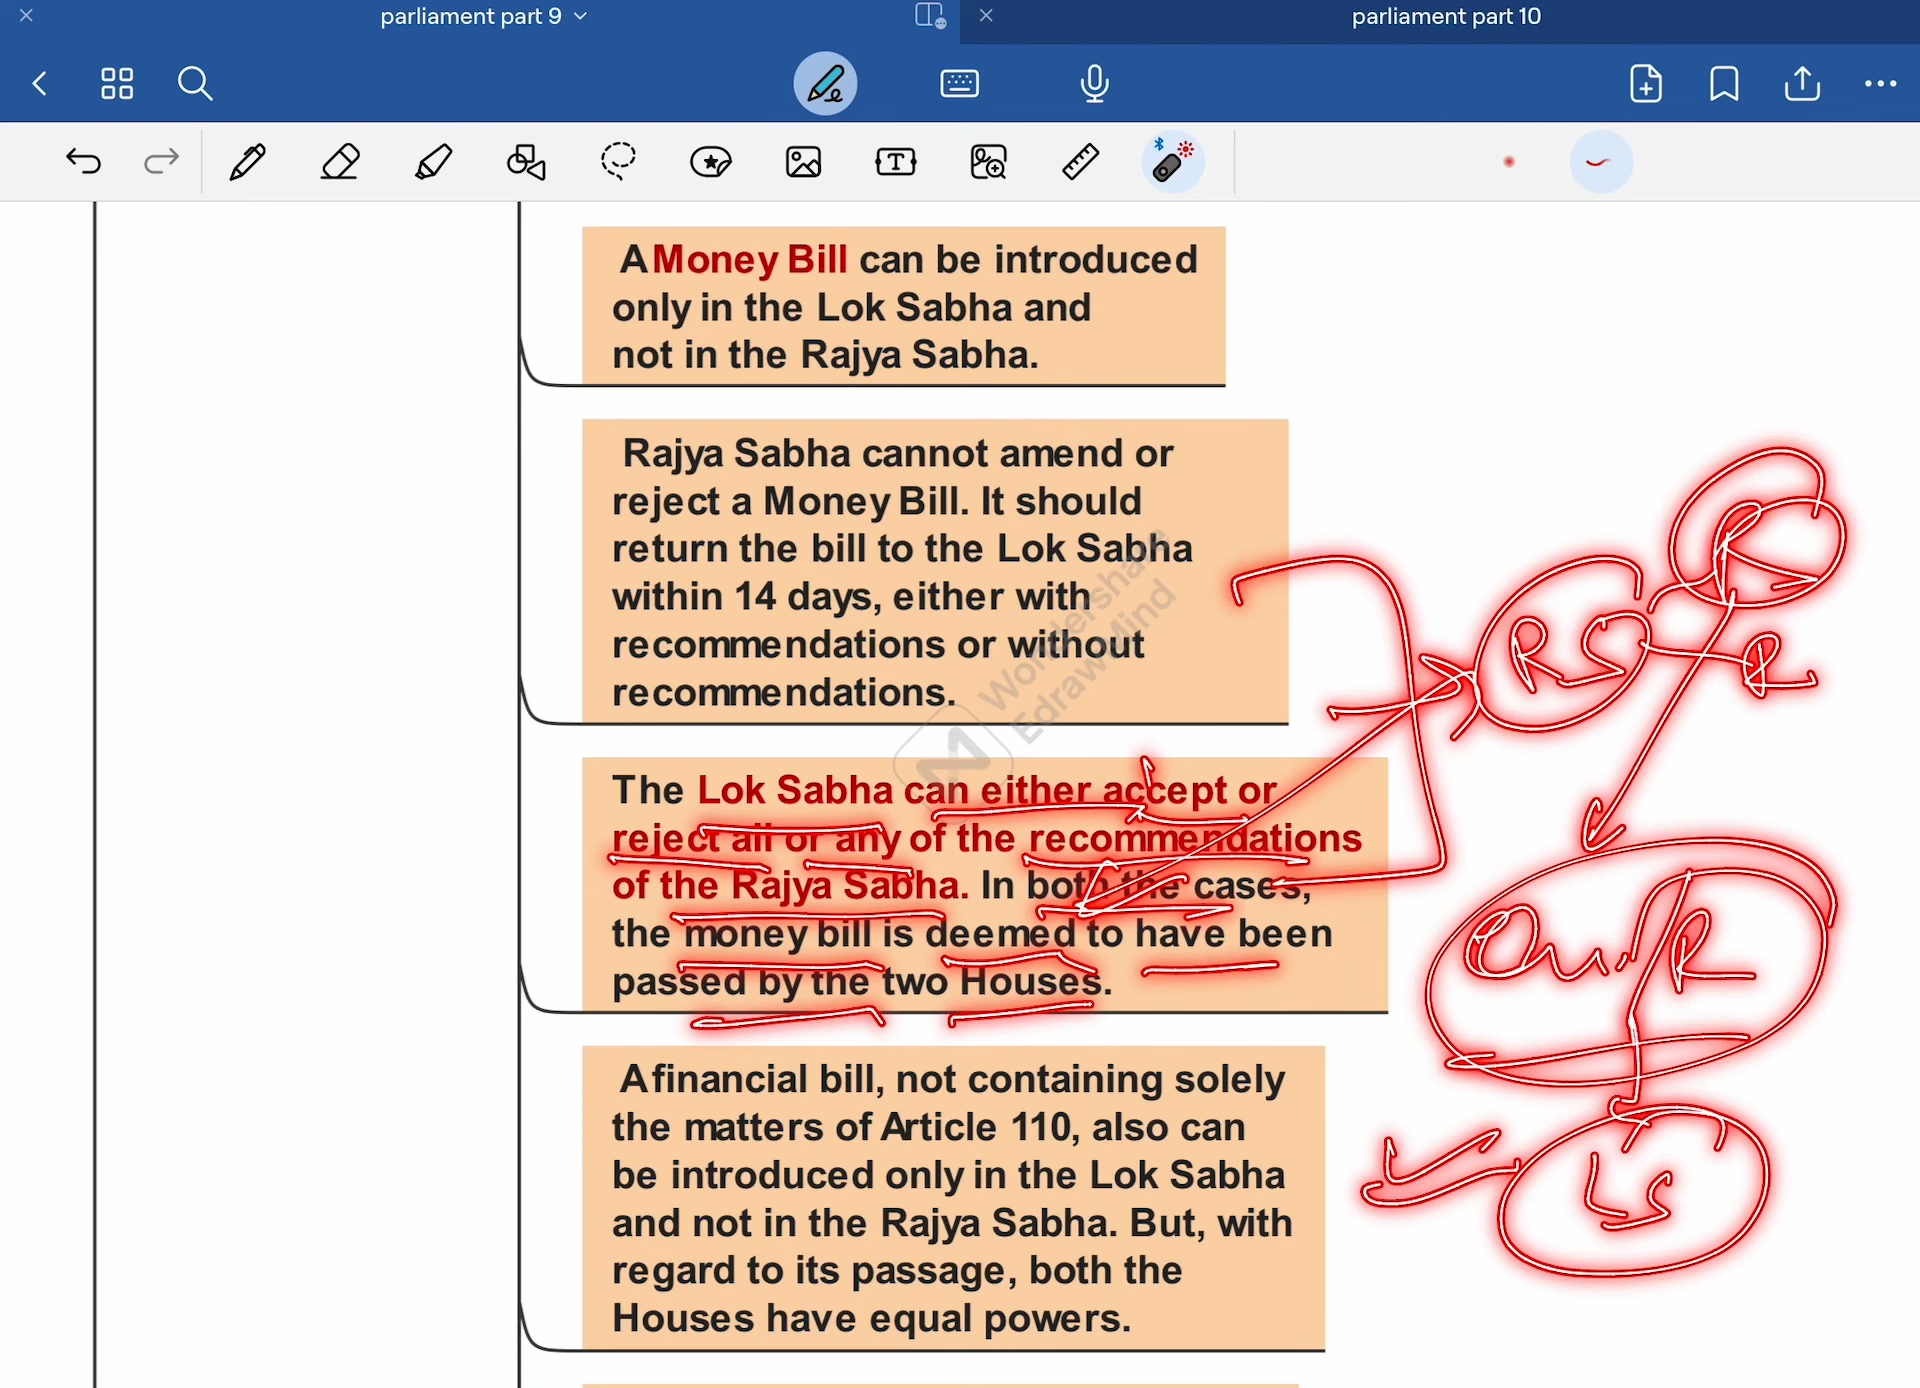 parliament part 9
parliament part 10
A Money Bill can be introduced
only in the Lok Sabha and
not in the Rajya Sabha.
Rajya Sabha cannot amend or
reject a Money Bill. It should
return the bill to the Lok Sabha
within 14 days, either with
recommendations or without
recommendations.
The Lok Sabha can either accept or
reject all or any of the recommendations
of the Rajya Sabha. In both the cases,
the money bill is deemed to have been
passed by the two Houses.
A financial bill, not containing solely
the matters of Article 110, also can
be introduced only in the Lok Sabha
and not in the Rajya Sabha. But, with
regard to its passage, both the
Houses have equal powers.
Wondershare
EdrawMind
R
RS
R
R
LS